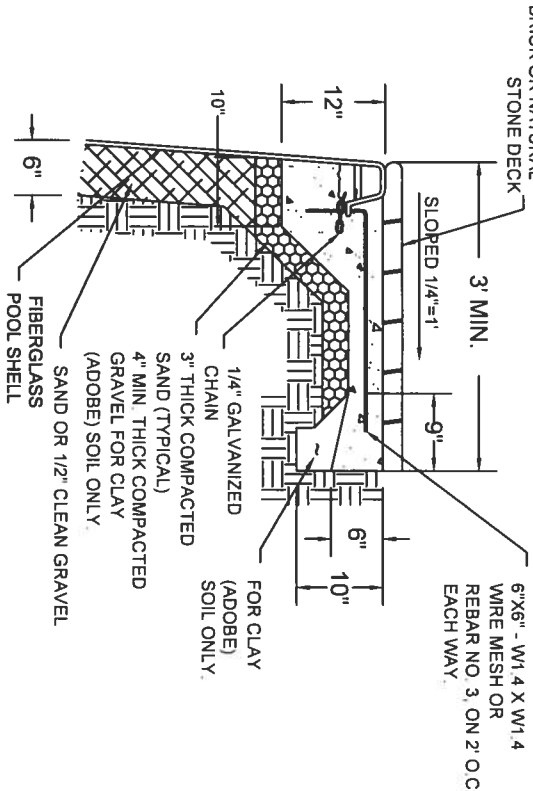 BRICK OR NATURAL
STONE DECK
3' MIN.
SLOPED 1/4"=1'
9"
12"
10"
6"
6"
10"
6"X6" - W1.4 X W1.4
WIRE MESH OR
REBAR NO. 3, ON 2' O.C
EACH WAY.
FOR CLAY
(ADOBE)
SOIL ONLY.
1/4" GALVANIZED
CHAIN
3" THICK COMPACTED
SAND (TYPICAL)
4" MIN. THICK COMPACTED
GRAVEL FOR CLAY
(ADOBE) SOIL ONLY.
SAND OR 1/2" CLEAN GRAVEL
FIBERGLASS
POOL SHELL